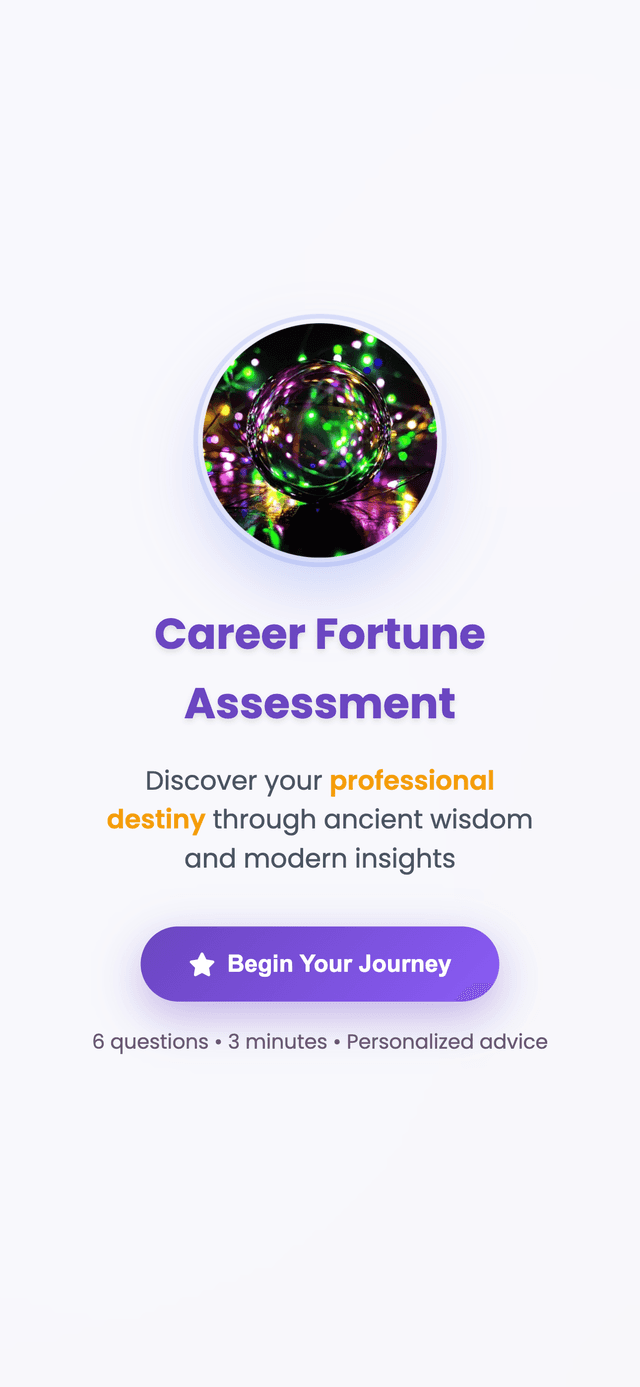 Career Fortune
Assessment
Discover your professional
destiny through ancient wisdom
and modern insights
Begin Your Journey
6 questions • 3 minutes • Personalized advice